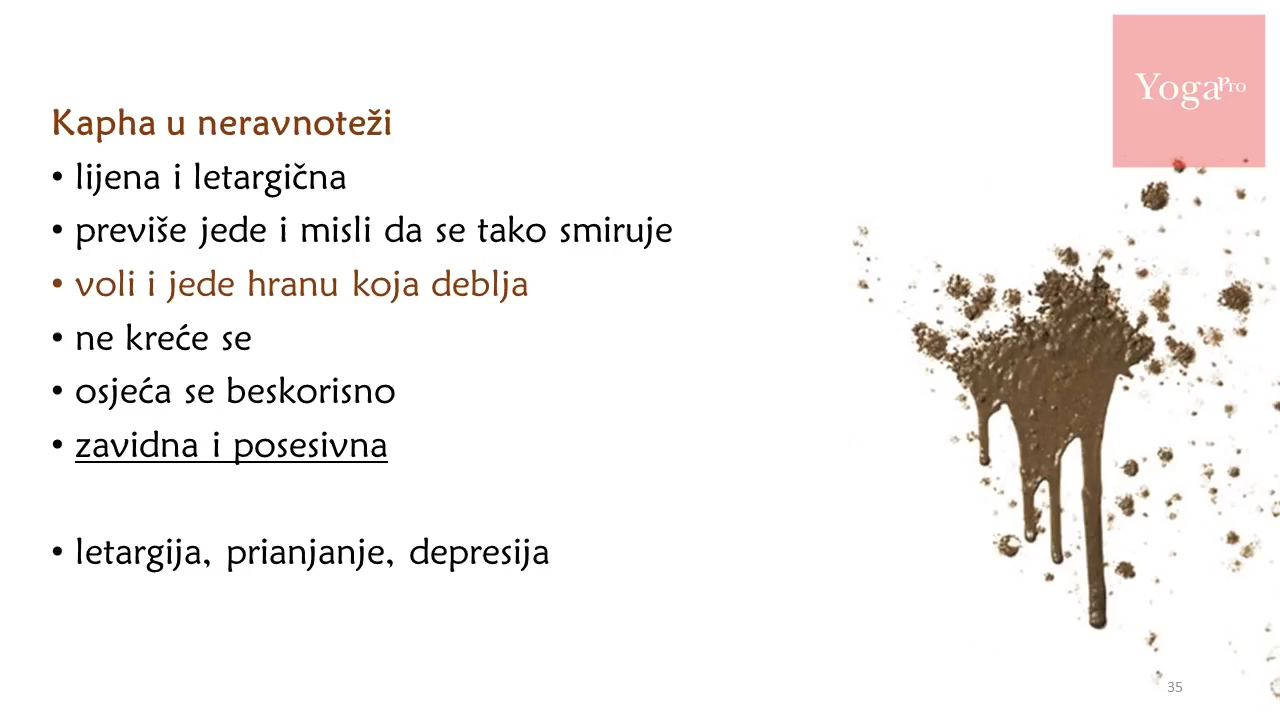 YogaPro
Kapha u neravnoteži
• lijena i letargična
• previše jede i misli da se tako smiruje
• voli i jede hranu koja deblja
• ne kreće se
• osjeća se beskorisno
• zavidna i posesivna
• letargija, prianjanje, depresija
35